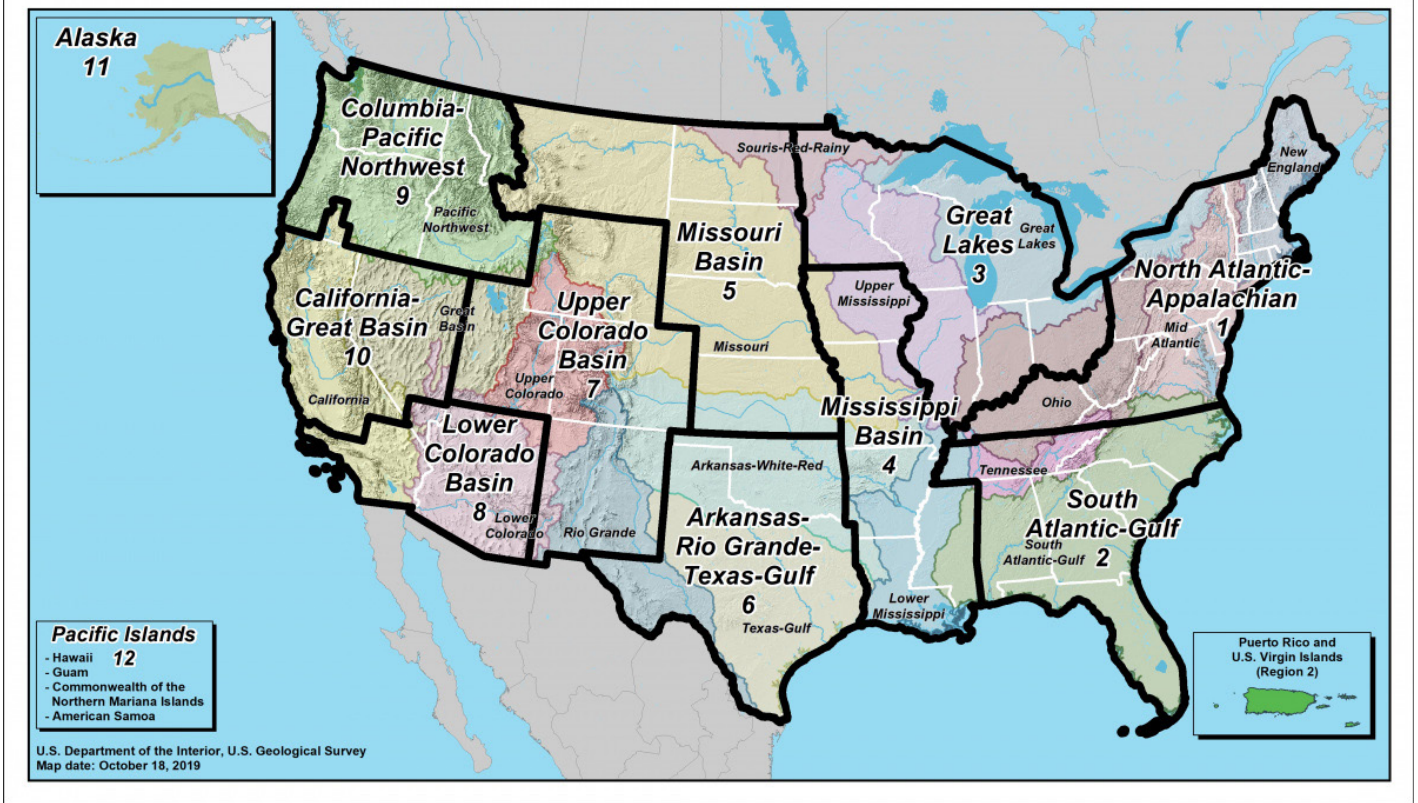 Alaska
11
Columbia-
Pacific
Northwest
9
Pacific
Northwest
Souris-Red-Rainy
Missouri
Basin
5
Missouri
Great
Lakes
3
Great
Lakes
Upper
Mississippi
New
England
North Atlantic-
Appalachian
1
Mid
Atlantic
California-
Great Basin
10
Great
Basin
California
Upper
Colorado
Basin
7
Upper
Colorado
Mississippi
Basin
4
Ohio
Lower
Colorado
Basin
8
Lower
Colorado
Rio Grande
Arkansas-White-Red
Arkansas-
Rio Grande-
Texas-Gulf
6
Texas-Gulf
Lower
Mississippi
Tennessee
South
Atlantic-Gulf
2
South
Atlantic-Gulf
Pacific Islands
12
- Hawaii
- Guam
- Commonwealth of the
Northern Mariana Islands
- American Samoa
Puerto Rico and
U.S. Virgin Islands
(Region 2)
U.S. Department of the Interior, U.S. Geological Survey
Map date: October 18, 2019